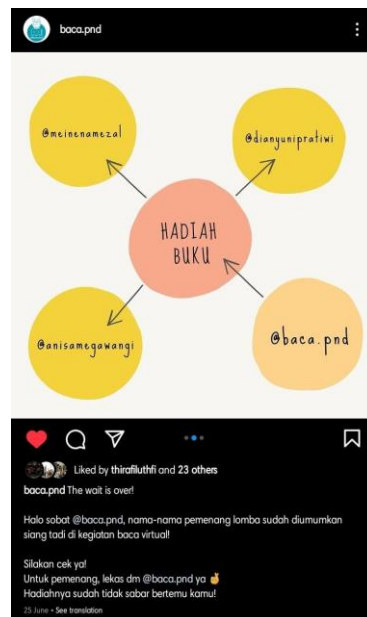 baca.pnd
@meinenamezal
@dianyunipratiwi
HADIAH
BUKU
@anisamegawangi
@baca.pnd
Liked by thirafiluthfi and 23 others
baca.pnd The wait is over!
Halo sobat @baca.pnd, nama-nama pemenang lomba sudah diumumkan
siang tadi di kegiatan baca virtual!
Silakan cek ya!
Untuk pemenang, lekas dm @baca.pnd ya 🤞
Hadiahnya sudah tidak sabar bertemu kamu!
25 June • See translation